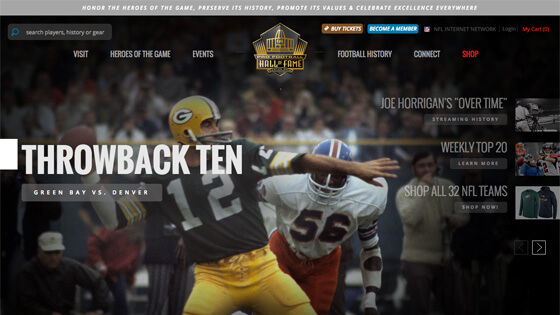 HONOR THE HEROES OF THE GAME, PRESERVE ITS HISTORY, PROMOTE ITS VALUES & CELEBRATE EXCELLENCE EVERYWHERE
search players, history or gear
BUY TICKETS
BECOME A MEMBER
NFL INTERNET NETWORK | Login | My Cart (0)
VISIT
HEROES OF THE GAME
EVENTS
PRO FOOTBALL
HALL OF FAME
FOOTBALL HISTORY
CONNECT
SHOP
JOE HORRIGAN'S "OVER TIME"
STREAMING HISTORY
THROWBACK TEN
WEEKLY TOP 20
LEARN MORE
GREEN BAY VS. DENVER
SHOP ALL 32 NFL TEAMS
SHOP NOW!
G
12
56